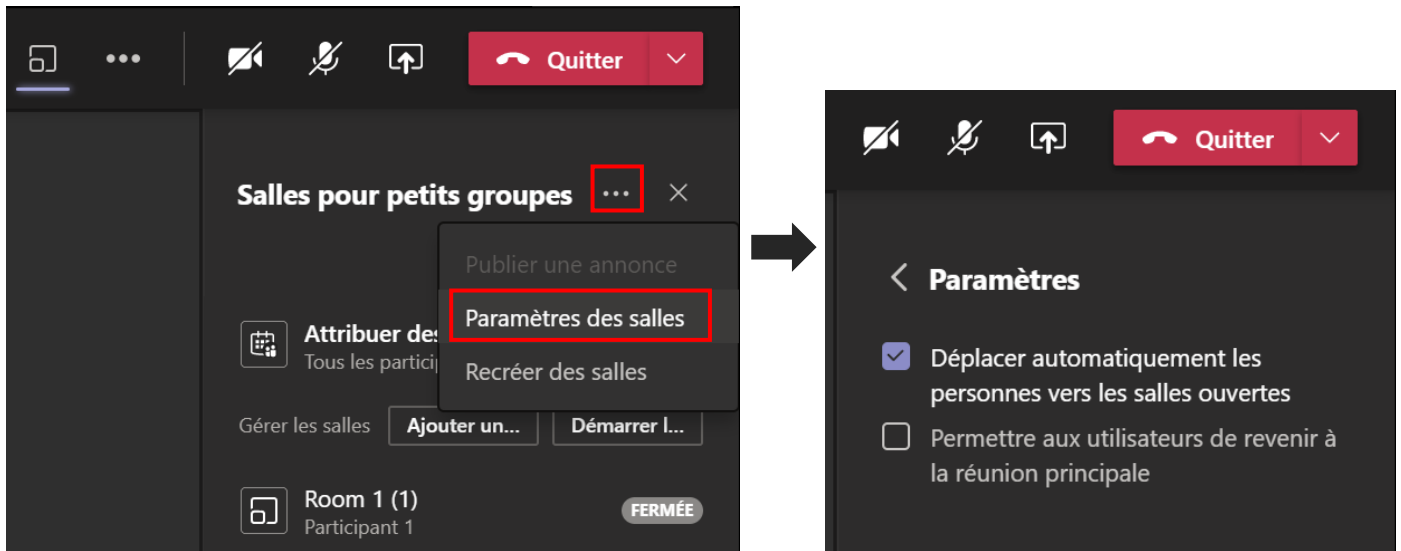 Quitter
Salles pour petits groupes
Publier une annonce
Attribuer des
Paramètres des salles
Tous les particip
Recréer des salles
Gérer les salles
Ajouter un...
Démarrer l...
Room 1 (1)
FERMÉE
Participant 1
Quitter
Paramètres
Déplacer automatiquement les
personnes vers les salles ouvertes
Permettre aux utilisateurs de revenir à
la réunion principale